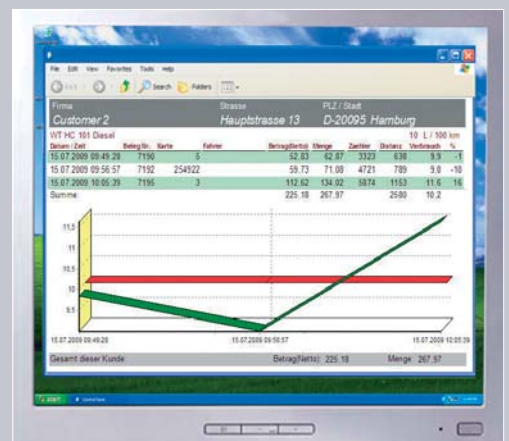 File Edit View Favorites Tools Help
Search Folders
Firma Strasse PLZ / Stadt
Customer 2 Hauptstrasse 13 D-20095 Hamburg
WT HC 101 Diesel 10 L / 100 km
Datum / Zeit Beleg Nr. Karte Fahrer Betrag(Netto) Menge Zaehler Distanz Verbrauch %
15.07.2009 09:49:28 7190 5 52,83 62,87 3323 638 9,9 -1
15.07.2009 09:56:57 7192 254922 59,73 71,08 4721 789 9,0 -10
15.07.2009 10:05:39 7195 3 112,62 134,02 5874 1153 11,6 16
Summe: 225,18 267,97 2580 10,2
11,5
11
10,5
10
9,5
15.07.2009 09:49:28 15.07.2009 09:56:57 15.07.2009 10:05:39
Gesamt dieser Kunde Betrag(Netto): 225,18 Menge: 267,97
start